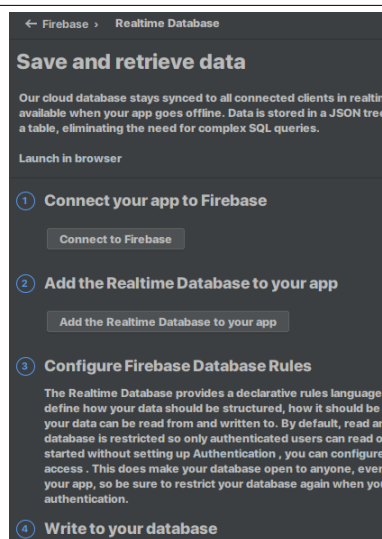 ← Firebase › Realtime Database
Save and retrieve data
Our cloud database stays synced to all connected clients in
available when your app goes offline. Data is stored in a JSON
a table, eliminating the need for complex SQL queries.
Launch in browser
1 Connect your app to Firebase
Connect to Firebase
2 Add the Realtime Database to your app
Add the Realtime Database to your app
3 Configure Firebase Database Rules
The Realtime Database provides a declarative rules language
define how your data should be structured, how it should be
your data can be read from and written to. By default, read
database is restricted so only authenticated users can read
started without setting up Authentication , you can configure
access . This does make your database open to anyone,
your app, so be sure to restrict your database again when
authentication.
4 Write to your database